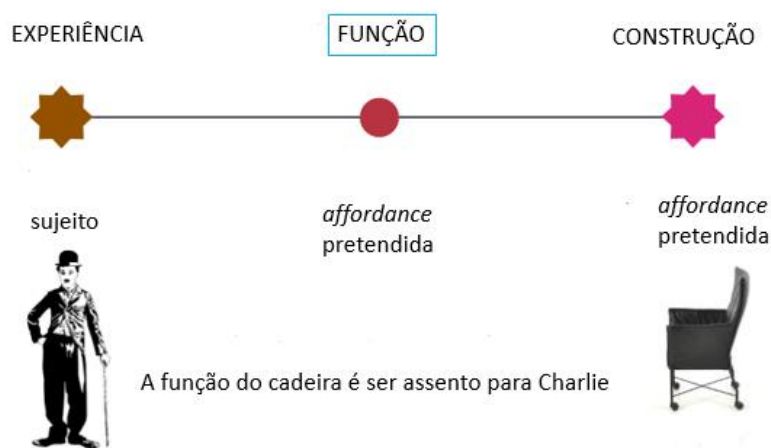 EXPERIÊNCIA
FUNÇÃO
CONSTRUÇÃO
sujeito
affordance
pretendida
affordance
pretendida
A função do cadeira é ser assento para Charlie